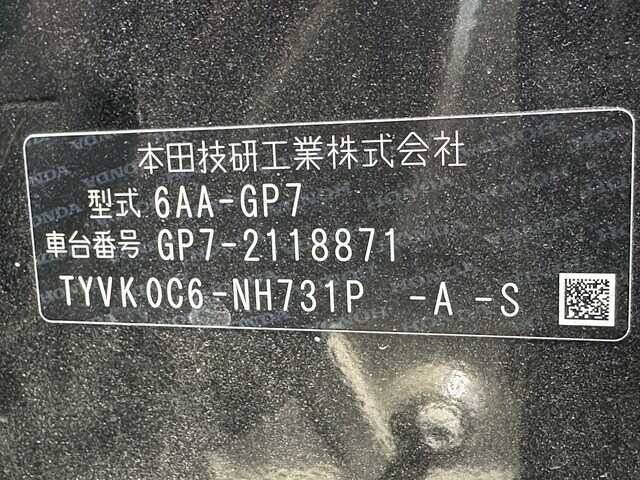 本田技研工業株式会社
型式 6AA-GP7
車台番号 GP7-2118871
TYVK0C6-NH731P -A -S